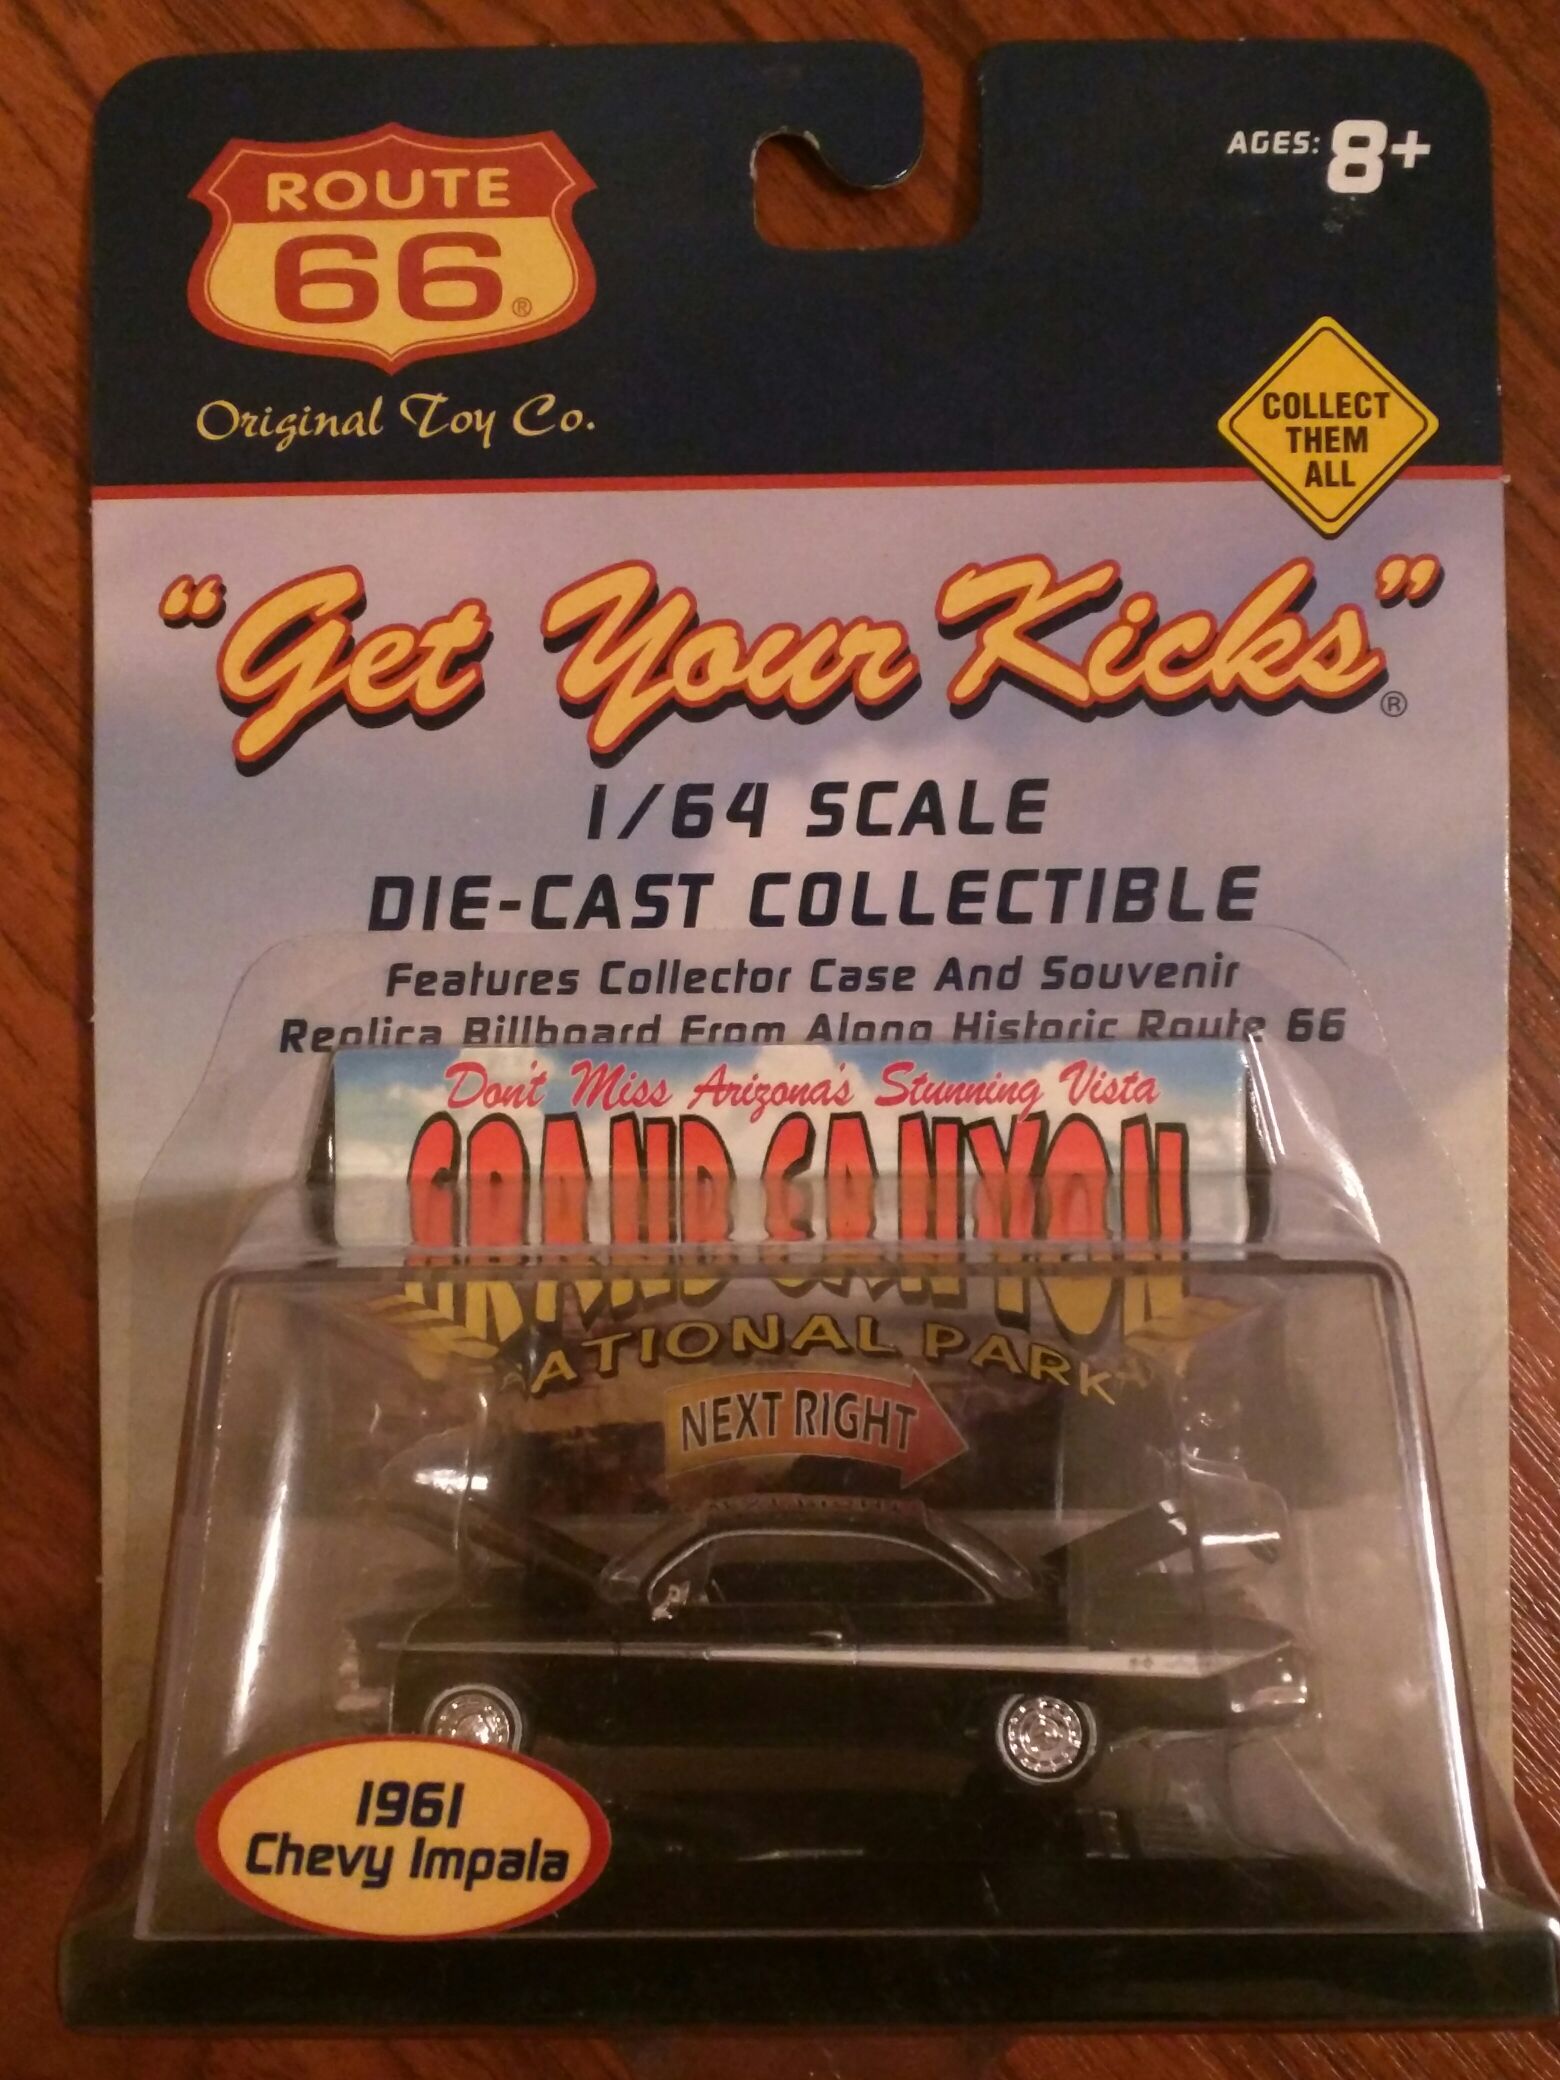 ROUTE
66®
Original Toy Co.
AGES: 8+
COLLECT
THEM
ALL
"Get Your Kicks"®
1/64 SCALE
DIE-CAST COLLECTIBLE
Features Collector Case And Souvenir
Replica Billboard From Along Historic Route 66
Don't Miss Arizona's Stunning Vista
GRAND CANYON
NATIONAL PARK
NEXT RIGHT
1961
Chevy Impala